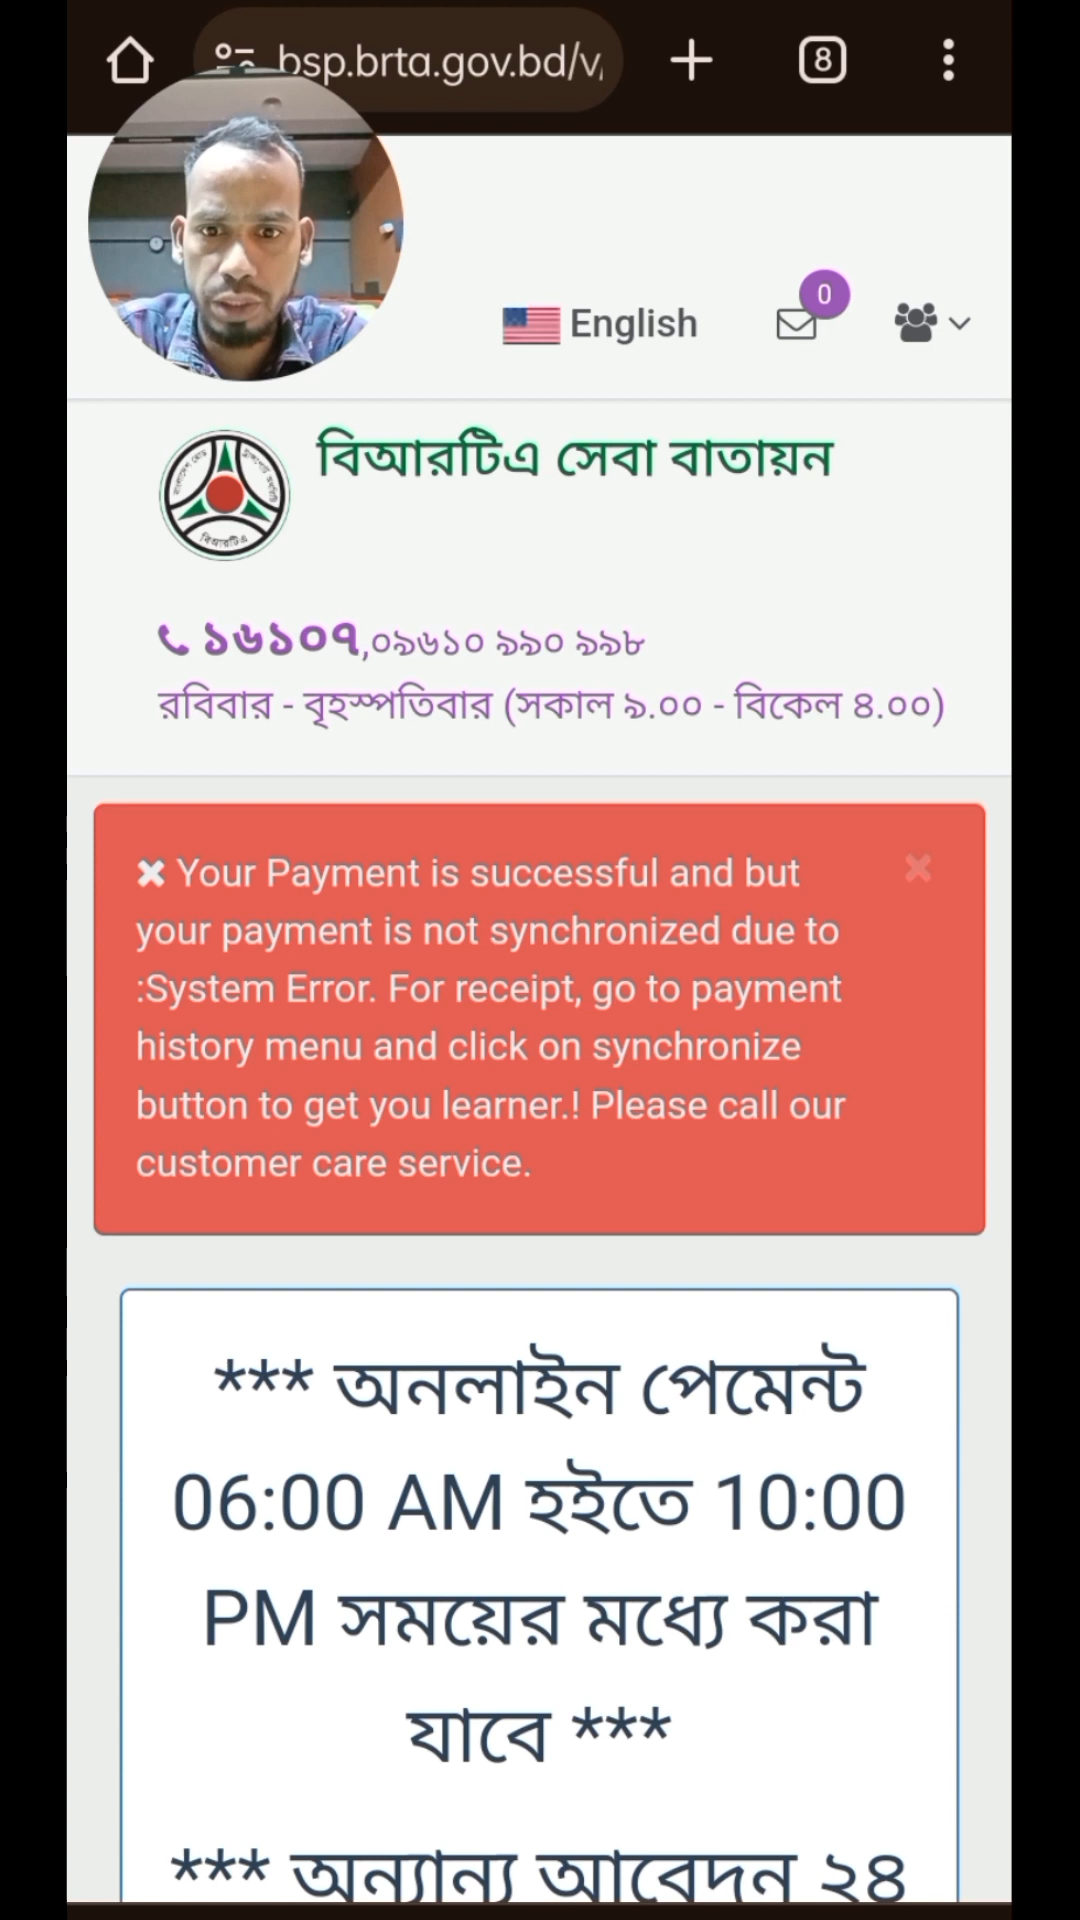 bsp.brta.gov.bd/v
8
0
English
বিআরটিএ সেবা বাতায়ন
বিআরটিএ
১৬১০৭,০৯৬১০ ৯৯০ ৯৯৮
রবিবার - বৃহস্পতিবার (সকাল ৯.০০ - বিকেল ৪.০০)
Your Payment is successful and but
your payment is not synchronized due to
:System Error. For receipt, go to payment
history menu and click on synchronize
button to get you learner.! Please call our
customer care service.
*** অনলাইন পেমেন্ট
06:00 AM হইতে 10:00
PM সময়ের মধ্যে করা
যাবে ***
*** অন্যান্য আবেদন ২৪